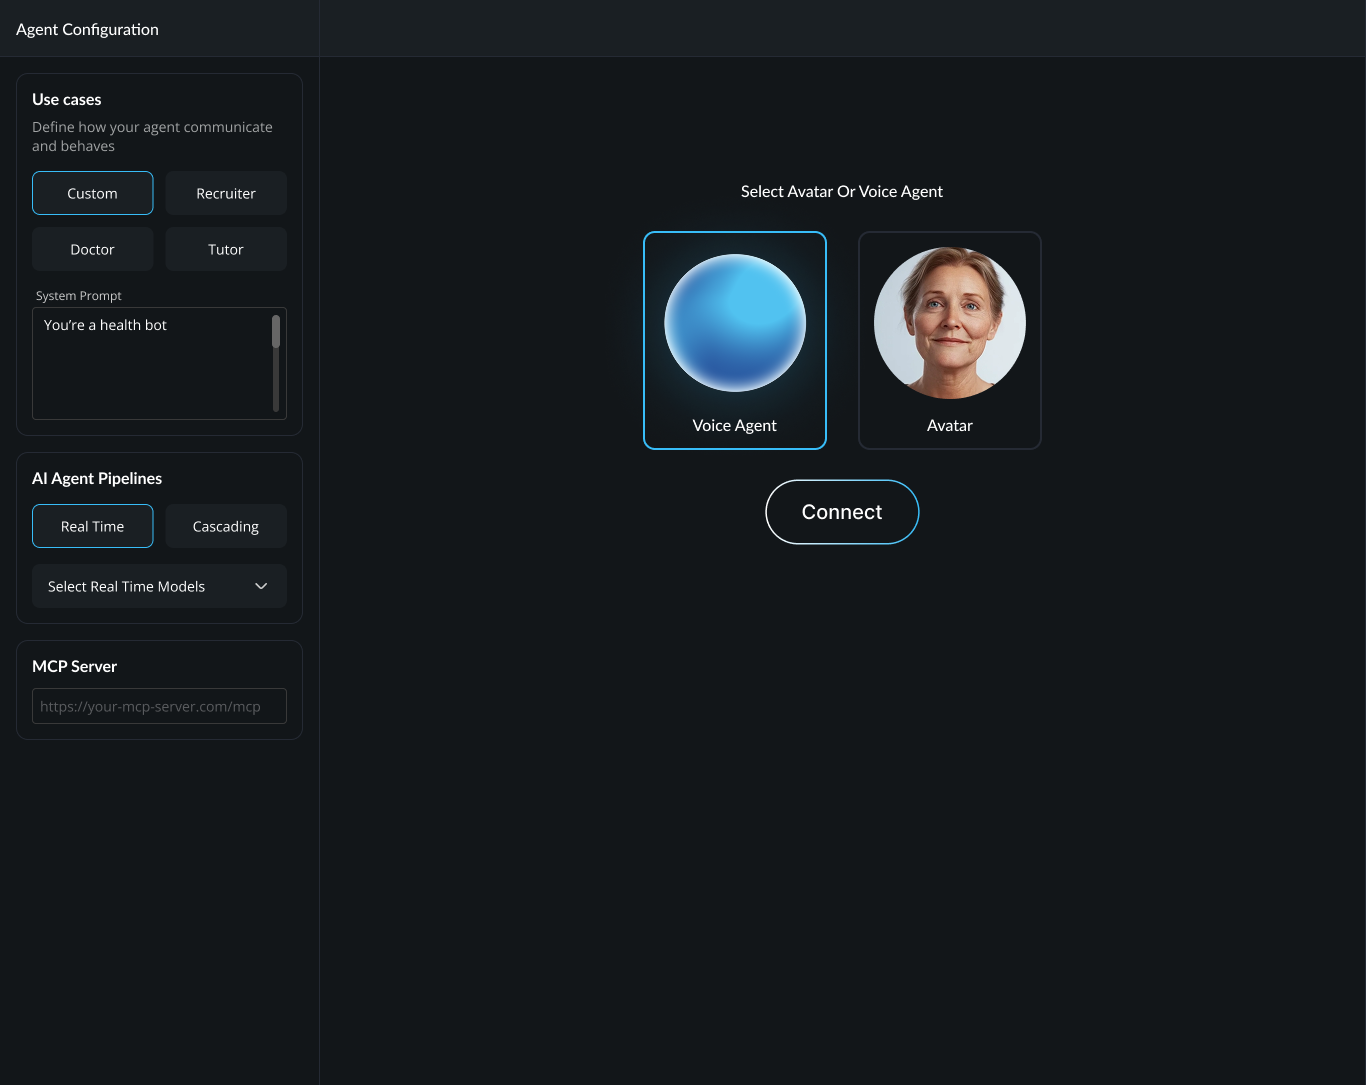 Agent Configuration
Use cases
Define how your agent communicate
and behaves
Custom
Recruiter
Doctor
Tutor
System Prompt
You’re a health bot
AI Agent Pipelines
Real Time
Cascading
Select Real Time Models
MCP Server
https://your-mcp-server.com/mcp
Select Avatar Or Voice Agent
Voice Agent
Avatar
Connect